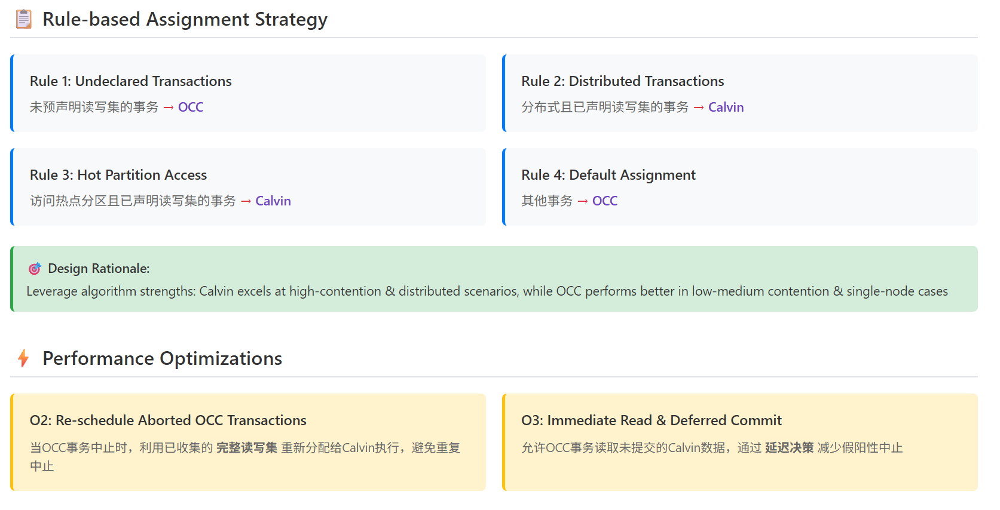 Rule-based Assignment Strategy
Rule 1: Undeclared Transactions
未预声明读写集的事务 → OCC
Rule 2: Distributed Transactions
分布式且已声明读写集的事务 → Calvin
Rule 3: Hot Partition Access
访问热点分区且已声明读写集的事务 → Calvin
Rule 4: Default Assignment
其他事务 → OCC
Design Rationale:
Leverage algorithm strengths: Calvin excels at high-contention & distributed scenarios, while OCC performs better in low-medium contention & single-node cases
Performance Optimizations
O2: Re-schedule Aborted OCC Transactions
当OCC事务中止时，利用已收集的 完整读写集 重新分配给Calvin执行，避免重复
中止
O3: Immediate Read & Deferred Commit
允许OCC事务读取未提交的Calvin数据，通过 延迟决策 减少假阳性中止